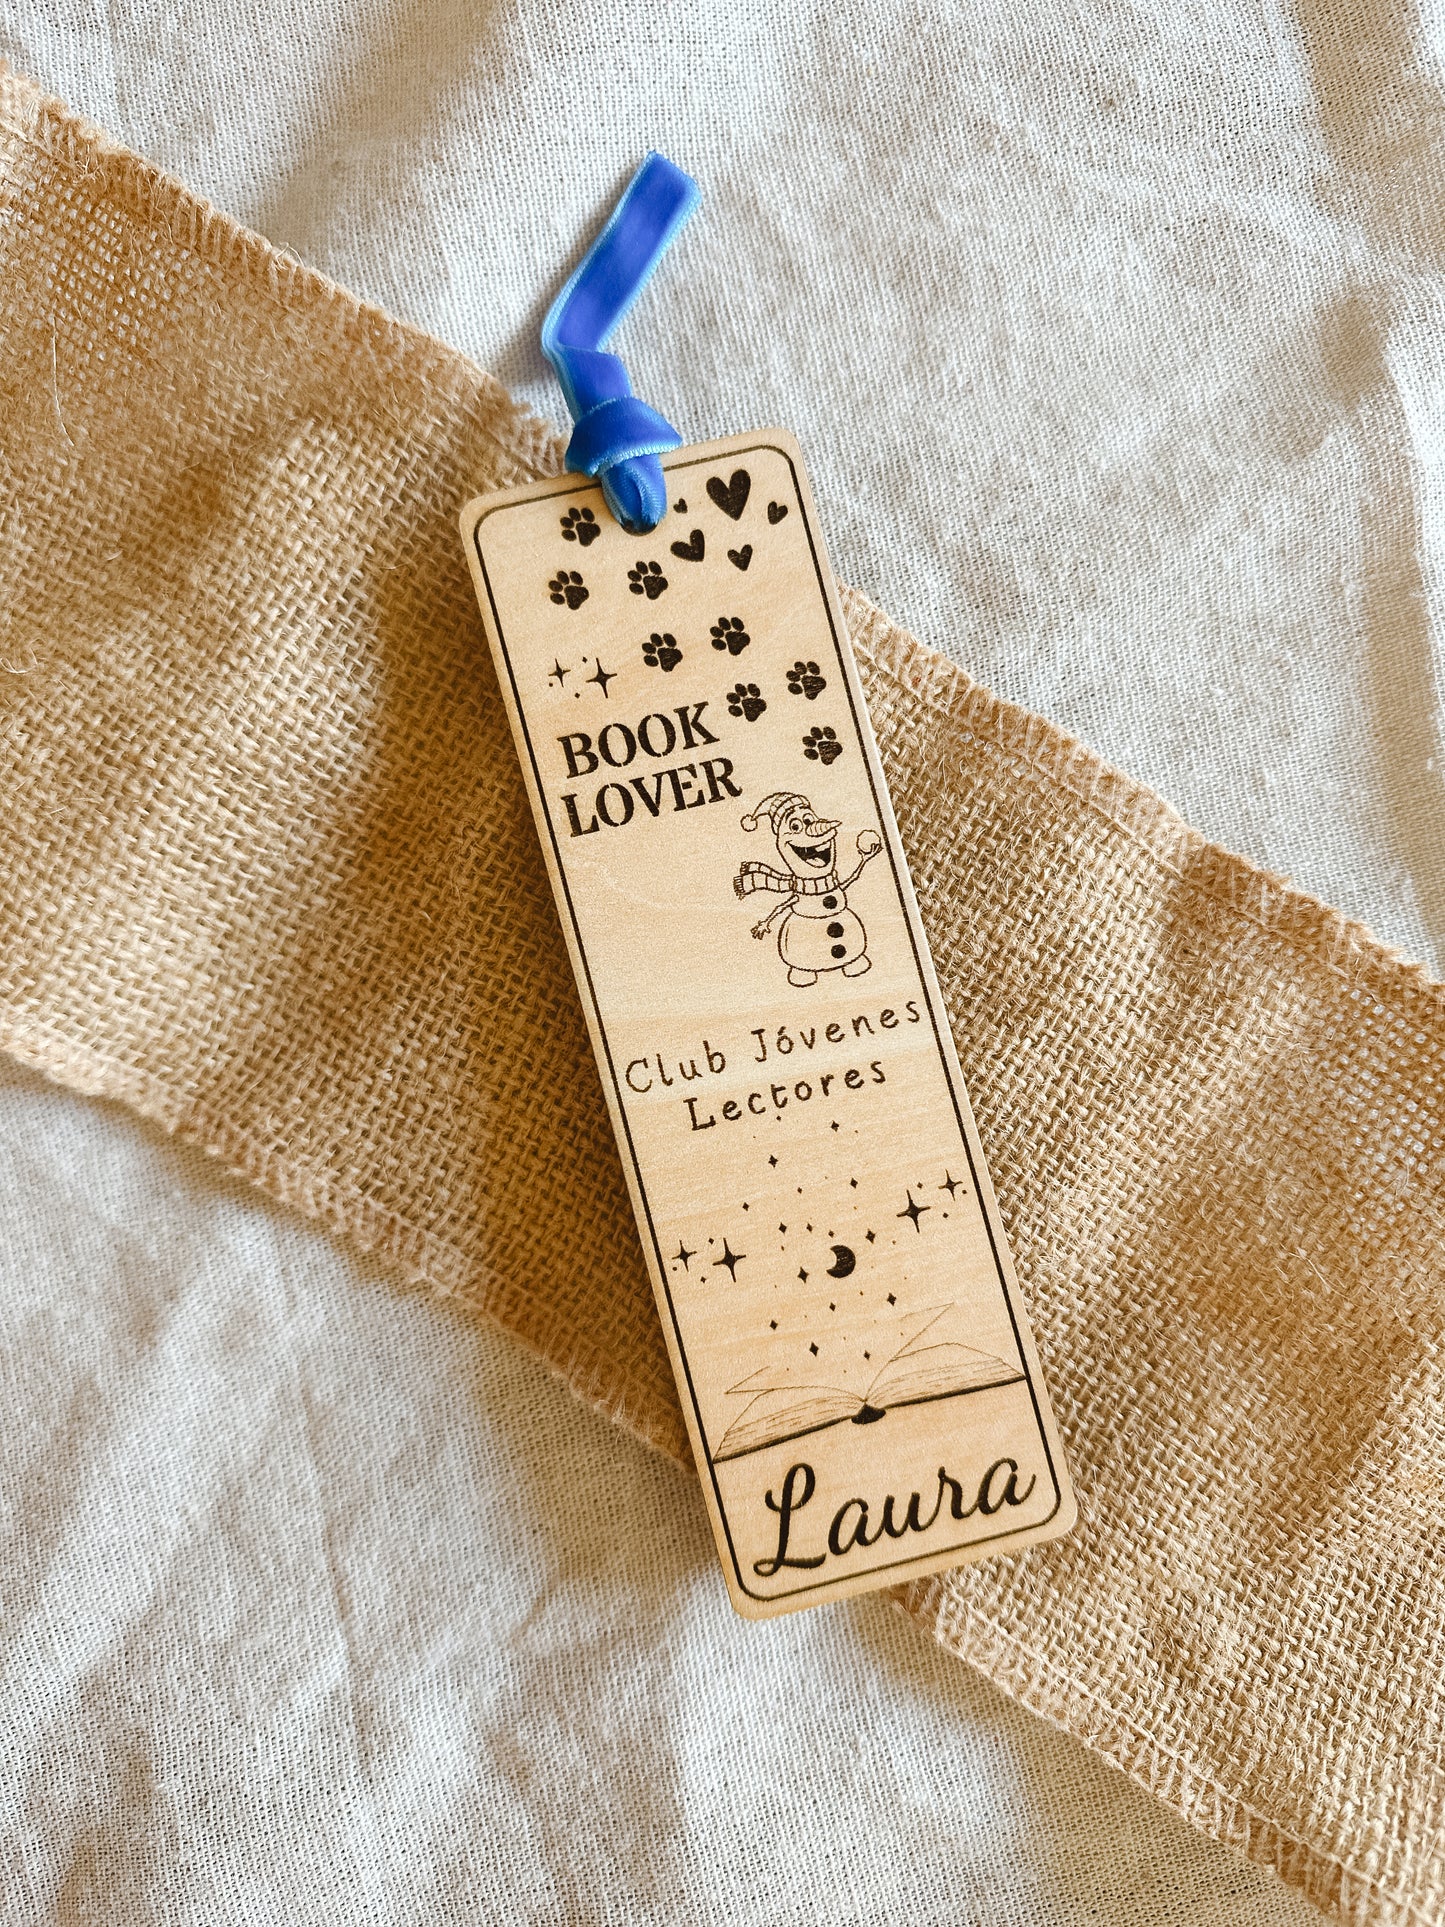 BOOK
LOVER
Club Jóvenes
Lectores
Laura